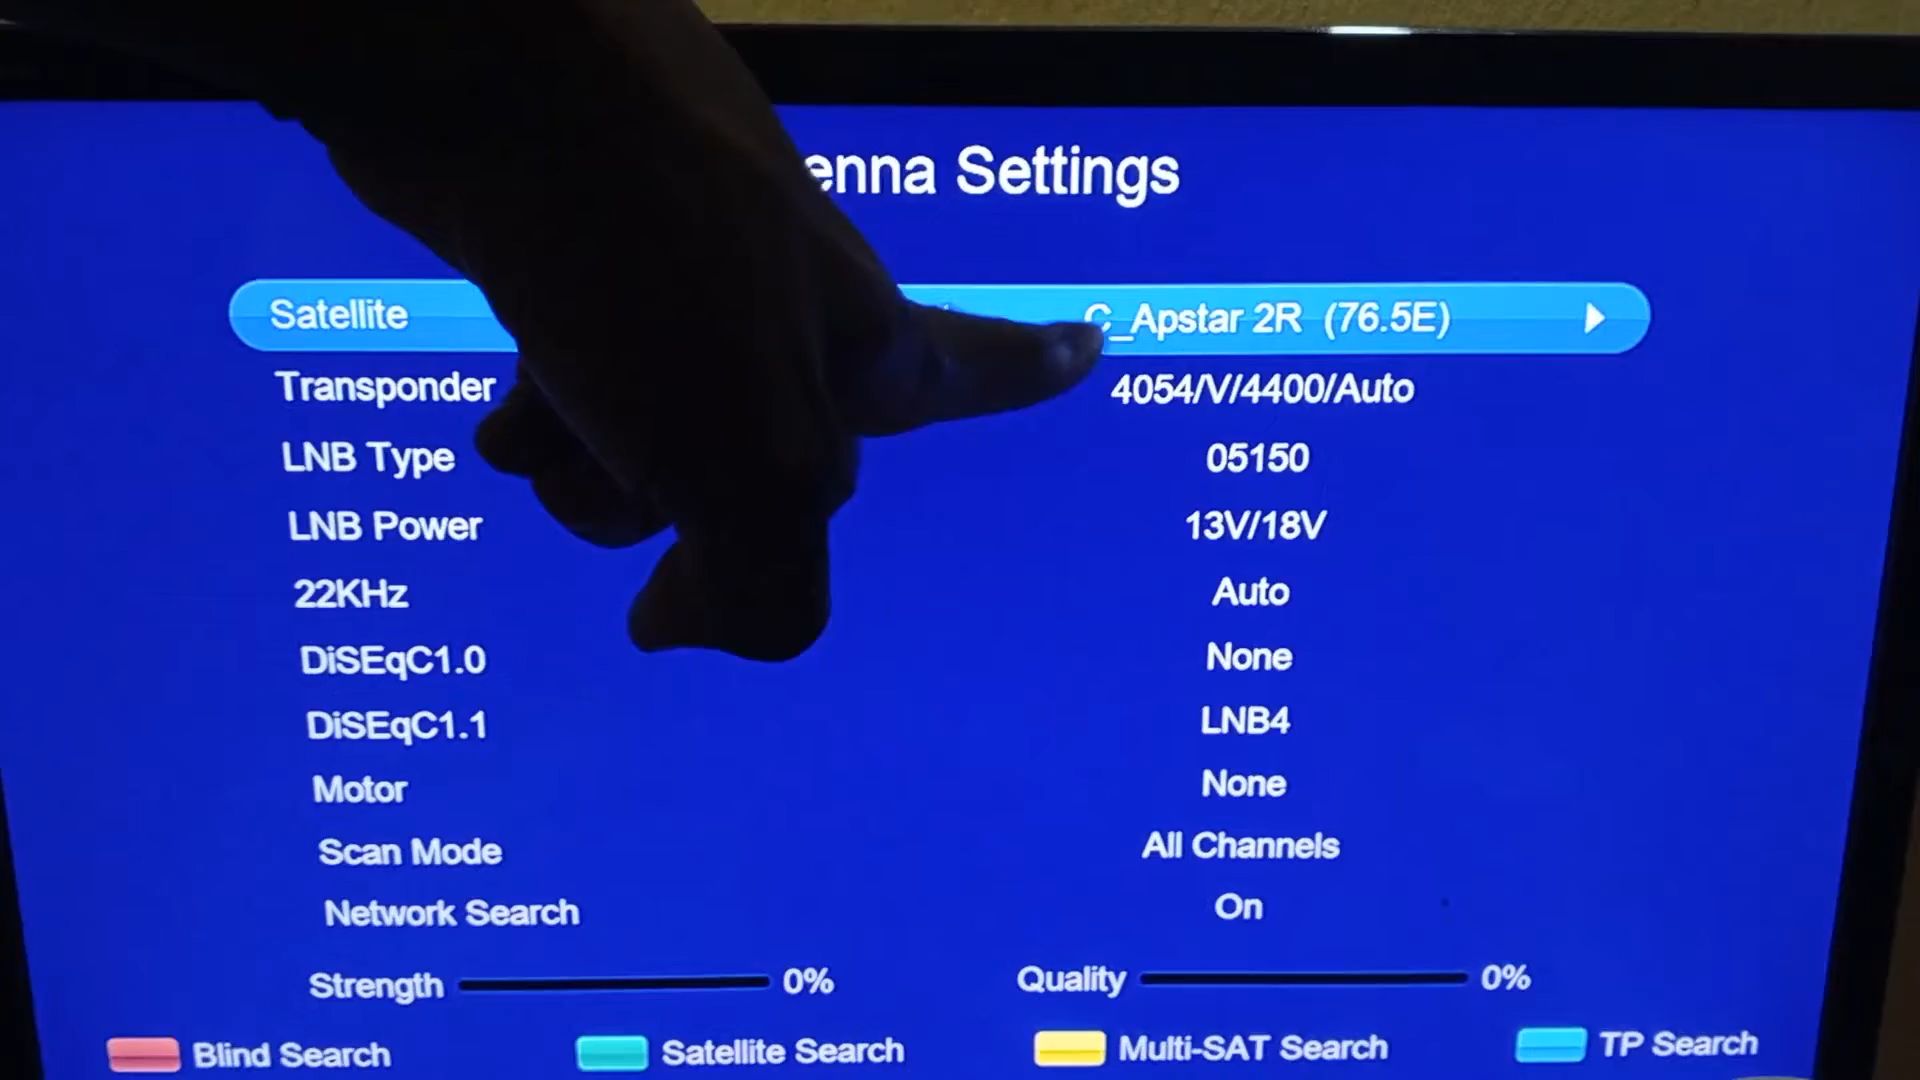 enna Settings
Satellite C_Apstar 2R (76.5E)
Transponder 4054/V/4400/Auto
LNB Type 05150
LNB Power 13V/18V
22KHz Auto
DiSEqC1.0 None
DiSEqC1.1 LNB4
Motor None
Scan Mode All Channels
Network Search On
Strength 0% Quality 0%
Blind Search Satellite Search Multi-SAT Search TP Search